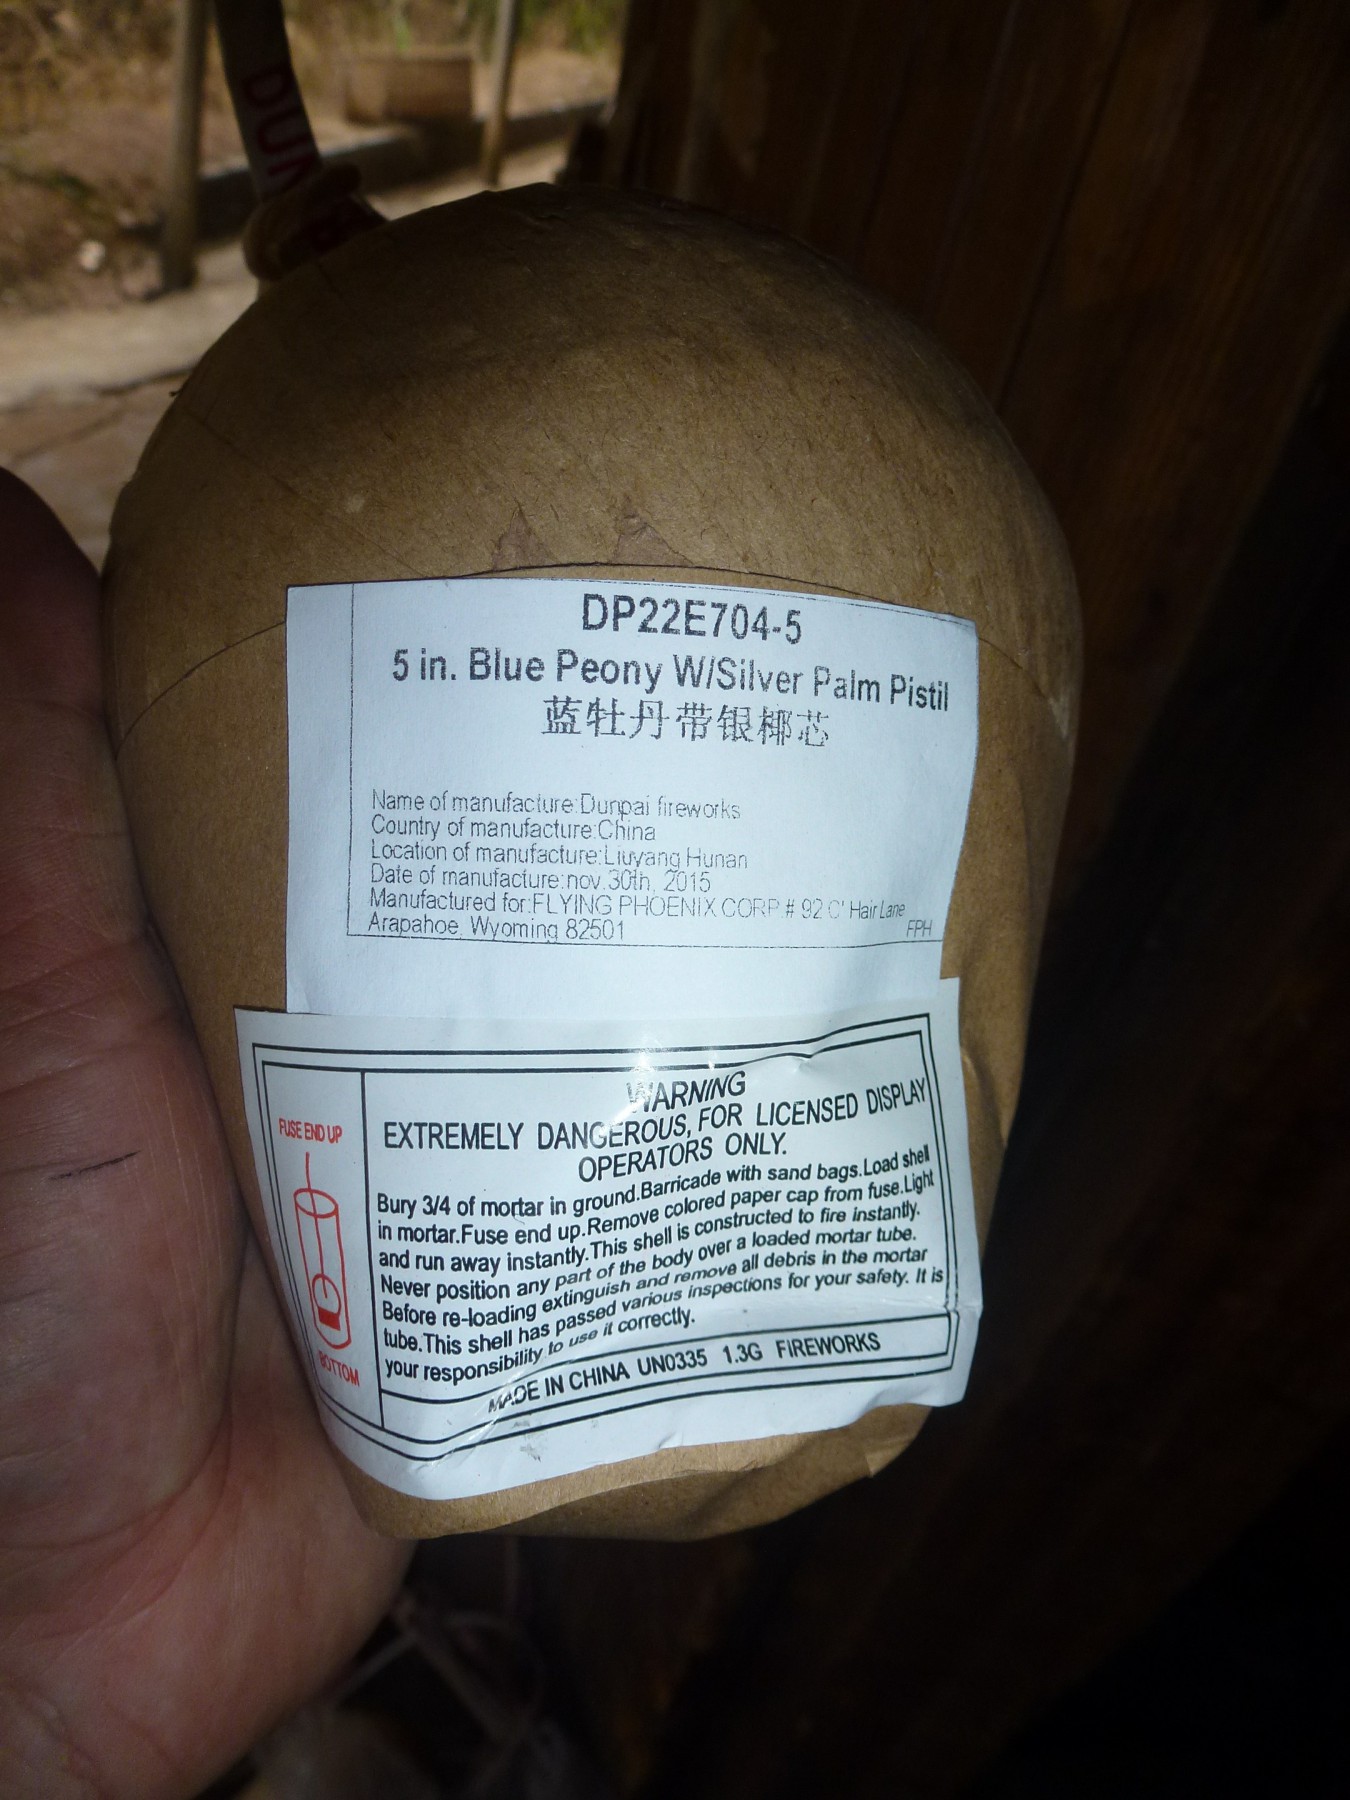 DUN
DP22E704-5
5 in. Blue Peony W/Silver Palm Pistil
蓝牡丹带银椰芯
Name of manufacture:Dunpai fireworks
Country of manufacture:China
Location of manufacture:Liuyang Hunan
Date of manufacture:nov.30th, 2015
Manufactured for:FLYING PHOENIX CORP.# 92 C' Hair Lane
Arapahoe, Wyoming 82501
FPH
WARNING
EXTREMELY DANGEROUS, FOR LICENSED DISPLAY
OPERATORS ONLY.
Bury 3/4 of mortar in ground.Barricade with sand bags.Load shell
in mortar.Fuse end up.Remove colored paper cap from fuse.Light
and run away instantly.This shell is constructed to fire instantly.
Never position any part of the body over a loaded mortar tube.
Before re-loading extinguish and remove all debris in the mortar
tube.This shell has passed various inspections for your safety. It is
your responsibility to use it correctly.
MADE IN CHINA UN0335 1.3G FIREWORKS
FUSE END UP
BOTTOM